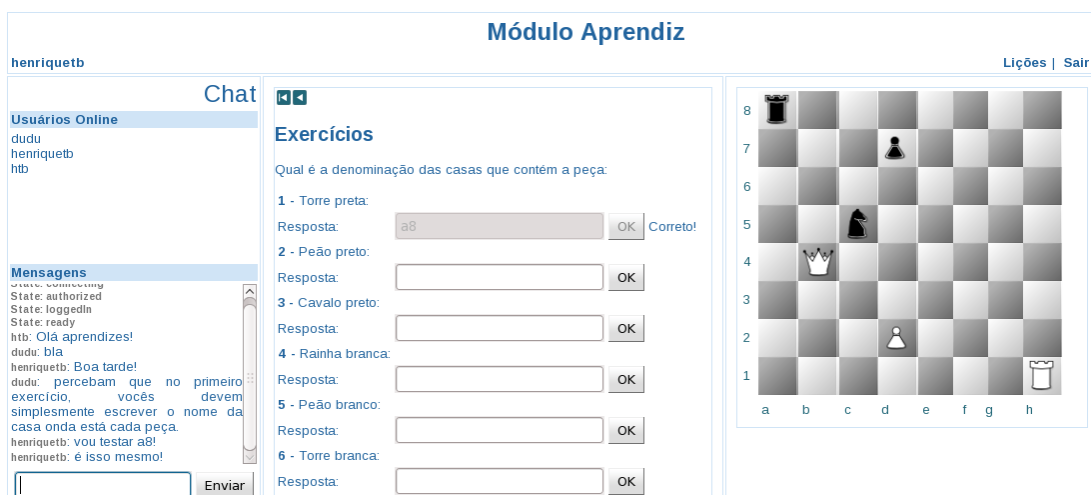 Módulo Aprendiz
henriquetb
Lições | Sair
Chat
Usuários Online
dudu
henriquetb
htb
Mensagens
State: connecting
State: authorized
State: loggedIn
State: ready
htb: Olá aprendizes!
dudu: bla
henriquetb: Boa tarde!
dudu: percebam que no primeiro
exercício, vocês devem
simplesmente escrever o nome da
casa onda está cada peça.
henriquetb: vou testar a8!
henriquetb: é isso mesmo!
Enviar
Exercícios
Qual é a denominação das casas que contém a peça:
1 - Torre preta:
Resposta: a8 OK Correto!
2 - Peão preto:
Resposta: OK
3 - Cavalo preto:
Resposta: OK
4 - Rainha branca:
Resposta: OK
5 - Peão branco:
Resposta: OK
6 - Torre branca:
Resposta: OK
8
7
6
5
4
3
2
1
a b c d e f g h